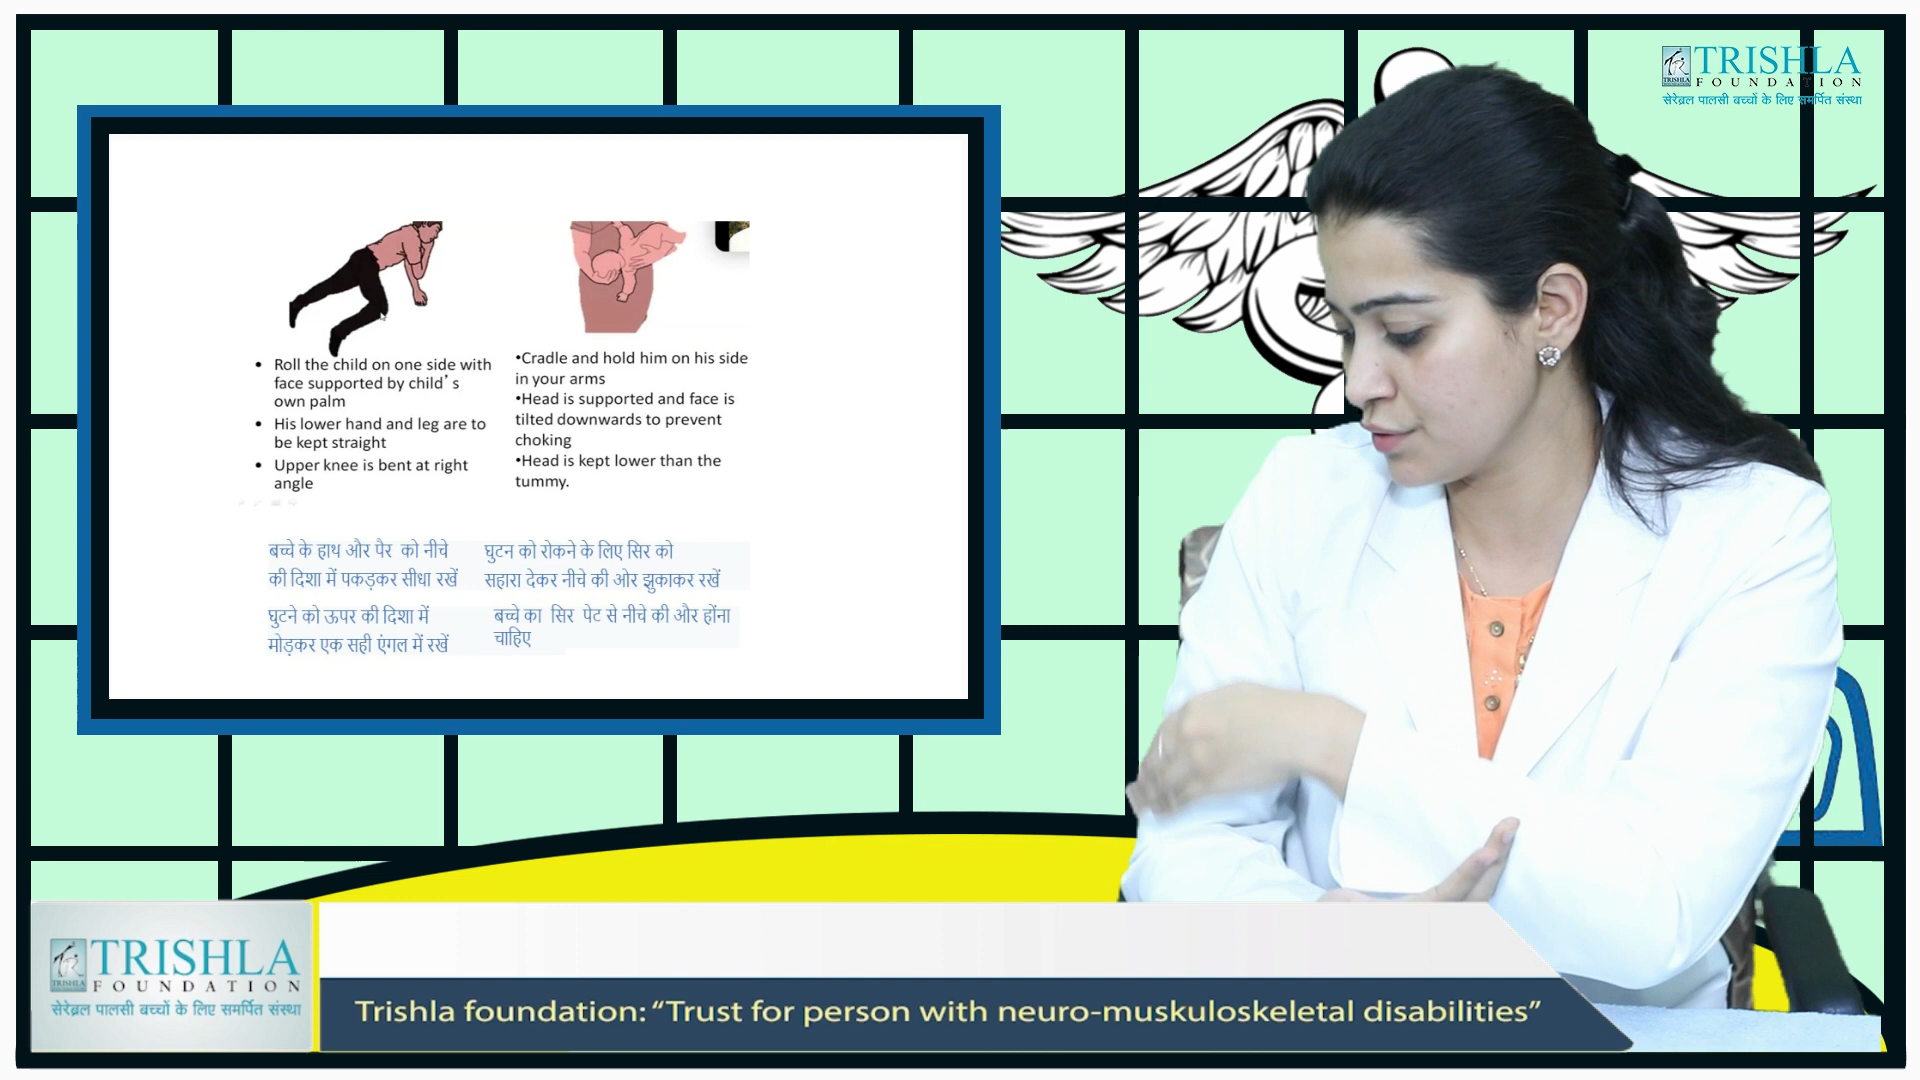 TRISHLA
FOUNDATION
सेरेब्रल पालसी बच्चों के लिए समर्पित संस्था
• Roll the child on one side with
face supported by child's
own palm
• His lower hand and leg are to
be kept straight
• Upper knee is bent at right
angle
•Cradle and hold him on his side
in your arms
•Head is supported and face is
tilted downwards to prevent
choking
•Head is kept lower than the
tummy.
बच्चे के हाथ और पैर को नीचे
की दिशा में पकड़कर सीधा रखें
घुटने को ऊपर की दिशा में
मोड़कर एक सही एंगल में रखें
घुटन को रोकने के लिए सिर को
सहारा देकर नीचे की ओर झुकाकर रखें
बच्चे का सिर पेट से नीचे की और होंना
चाहिए
TRISHLA
TRISHLA
FOUNDATION
सेरेब्रल पालसी बच्चों के लिए समर्पित संस्था
TRISHLA
Trishla foundation: “Trust for person with neuro-muskuloskeletal disabilities”